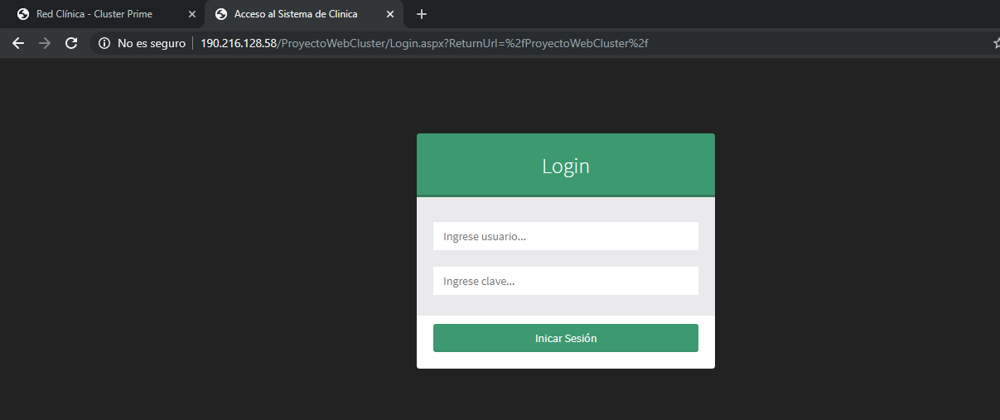 Red Clínica - Cluster Prime
Acceso al Sistema de Clinica
No es seguro | 190.216.128.58/ProyectoWebCluster/Login.aspx?ReturnUrl=%2fProyectoWebCluster%2f
Login
Ingrese usuario...
Ingrese clave...
Inicar Sesión